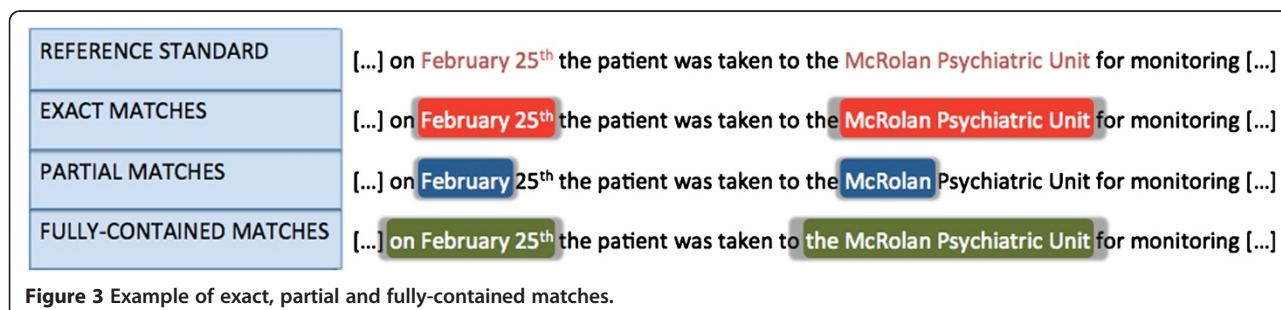 REFERENCE STANDARD [...] on February 25th the patient was taken to the McRolan Psychiatric Unit for monitoring [...]
EXACT MATCHES [...] on February 25th the patient was taken to the McRolan Psychiatric Unit for monitoring [...]
PARTIAL MATCHES [...] on February 25th the patient was taken to the McRolan Psychiatric Unit for monitoring [...]
FULLY-CONTAINED MATCHES [...] on February 25th the patient was taken to the McRolan Psychiatric Unit for monitoring [...]
Figure 3 Example of exact, partial and fully-contained matches.